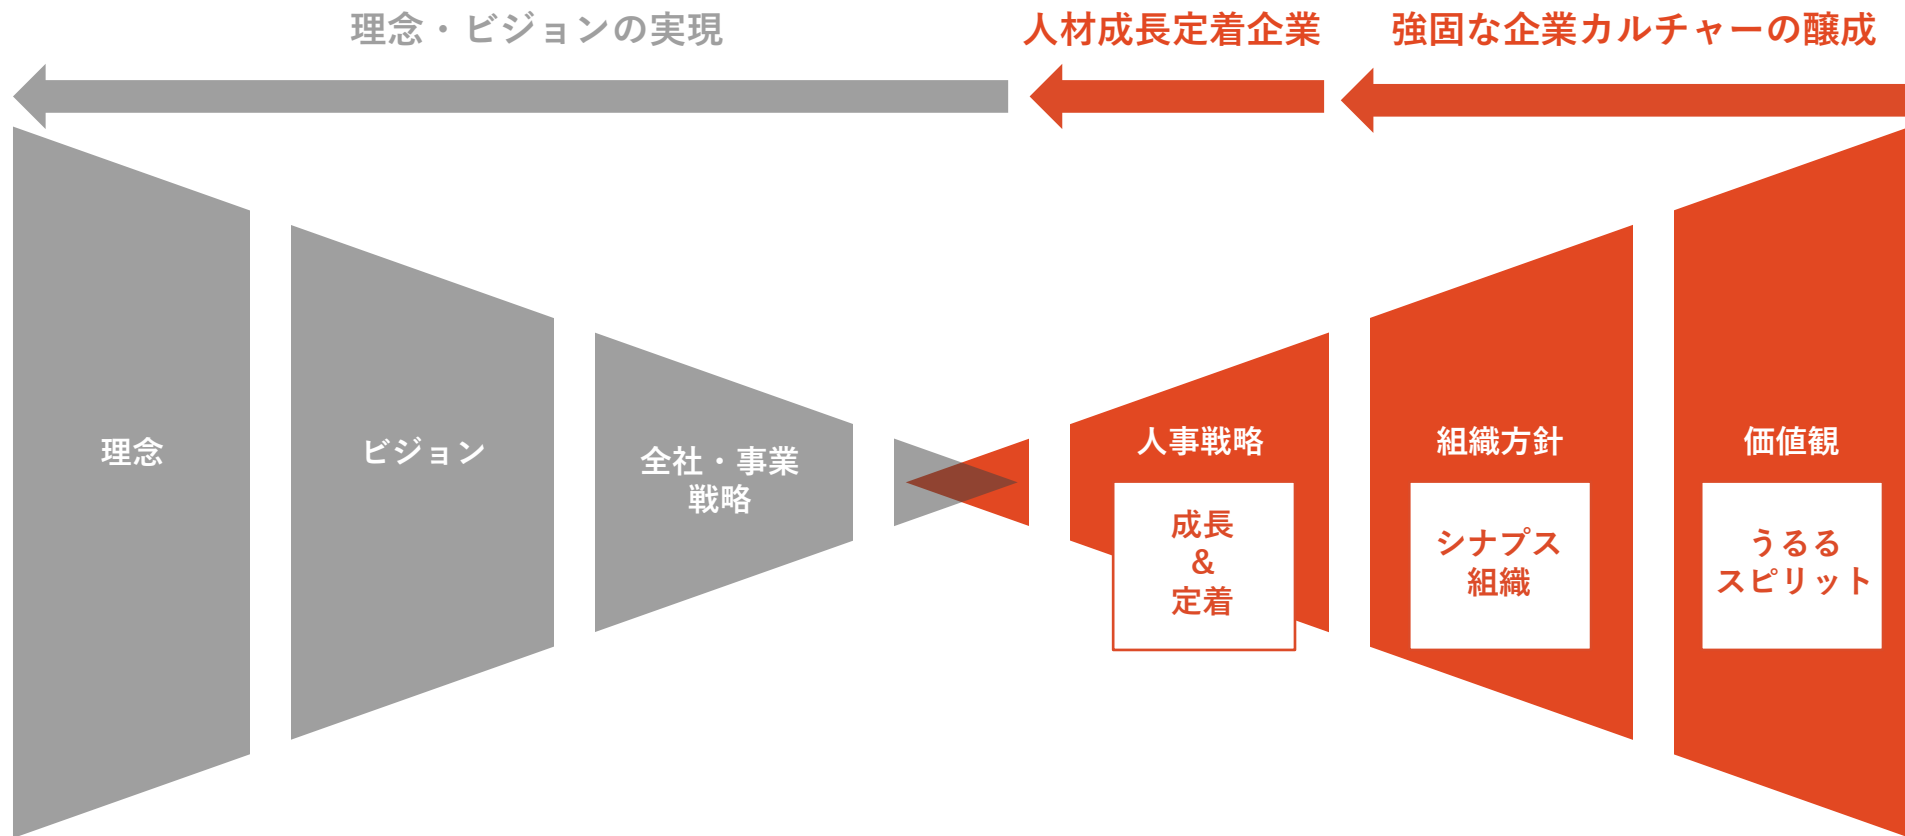 理念・ビジョンの実現
人材成長定着企業
強固な企業カルチャーの醸成
理念
ビジョン
全社・事業
戦略
人事戦略
成長
&
定着
組織方針
シナプス
組織
価値観
うるる
スピリット